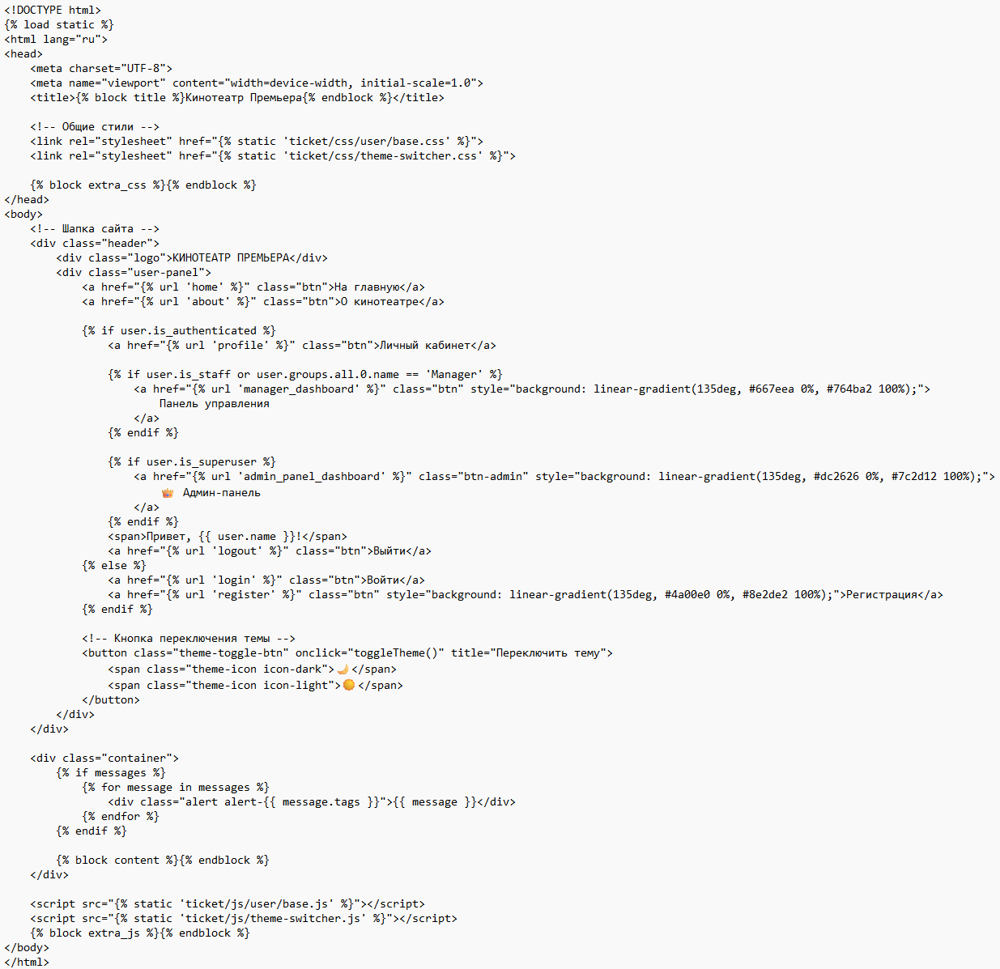 <!DOCTYPE html>
{% load static %}
<html lang="ru">
<head>
    <meta charset="UTF-8">
    <meta name="viewport" content="width=device-width, initial-scale=1.0">
    <title>{% block title %}Кинотеатр Премьера{% endblock %}</title>

    <!-- Общие стили -->
    <link rel="stylesheet" href="{% static 'ticket/css/user/base.css' %}">
    <link rel="stylesheet" href="{% static 'ticket/css/theme-switcher.css' %}">

    {% block extra_css %}{% endblock %}
</head>
<body>
    <!-- Шапка сайта -->
    <div class="header">
        <div class="logo">КИНОТЕАТР ПРЕМЬЕРА</div>
        <div class="user-panel">
            <a href="{% url 'home' %}" class="btn">На главную</a>
            <a href="{% url 'about' %}" class="btn">О кинотеатре</a>

            {% if user.is_authenticated %}
                <a href="{% url 'profile' %}" class="btn">Личный кабинет</a>

                {% if user.is_staff or user.groups.all.0.name == 'Manager' %}
                    <a href="{% url 'manager_dashboard' %}" class="btn" style="background: linear-gradient(135deg, #667eea 0%, #764ba2 100%);">
                        Панель управления
                    </a>
                {% endif %}

                {% if user.is_superuser %}
                    <a href="{% url 'admin_panel_dashboard' %}" class="btn-admin" style="background: linear-gradient(135deg, #dc2626 0%, #7c2d12 100%);">
                        👑 Админ-панель
                    </a>
                {% endif %}
                <span>Привет, {{ user.name }}!</span>
                <a href="{% url 'logout' %}" class="btn">Выйти</a>
            {% else %}
                <a href="{% url 'login' %}" class="btn">Войти</a>
                <a href="{% url 'register' %}" class="btn" style="background: linear-gradient(135deg, #4a00e0 0%, #8e2de2 100%);">Регистрация</a>
            {% endif %}

            <!-- Кнопка переключения темы -->
            <button class="theme-toggle-btn" onclick="toggleTheme()" title="Переключить тему">
                <span class="theme-icon icon-dark">🌙</span>
                <span class="theme-icon icon-light">☀️</span>
            </button>
        </div>
    </div>

    <div class="container">
        {% if messages %}
            {% for message in messages %}
                <div class="alert alert-{{ message.tags }}">{{ message }}</div>
            {% endfor %}
        {% endif %}

        {% block content %}{% endblock %}
    </div>

    <script src="{% static 'ticket/js/user/base.js' %}"></script>
    <script src="{% static 'ticket/js/theme-switcher.js' %}"></script>
    {% block extra_js %}{% endblock %}
</body>
</html>